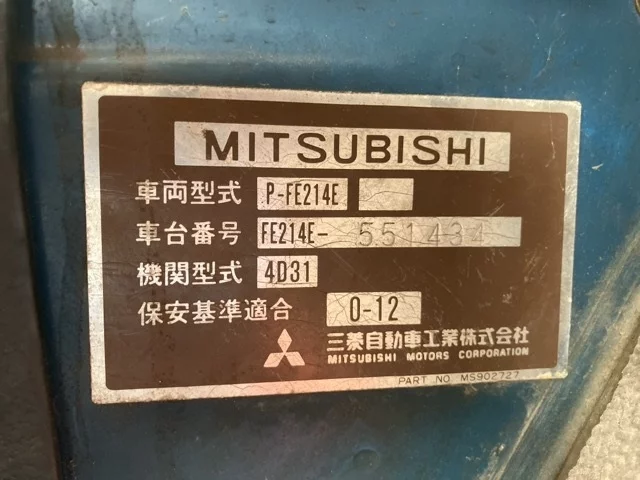 MITSUBISHI
車両型式 P-FE214E
車台番号 FE214E-551434
機関型式 4D31
保安基準適合 0-12
三菱自動車工業株式会社
MITSUBISHI MOTORS CORPORATION
PART NO. MS902727